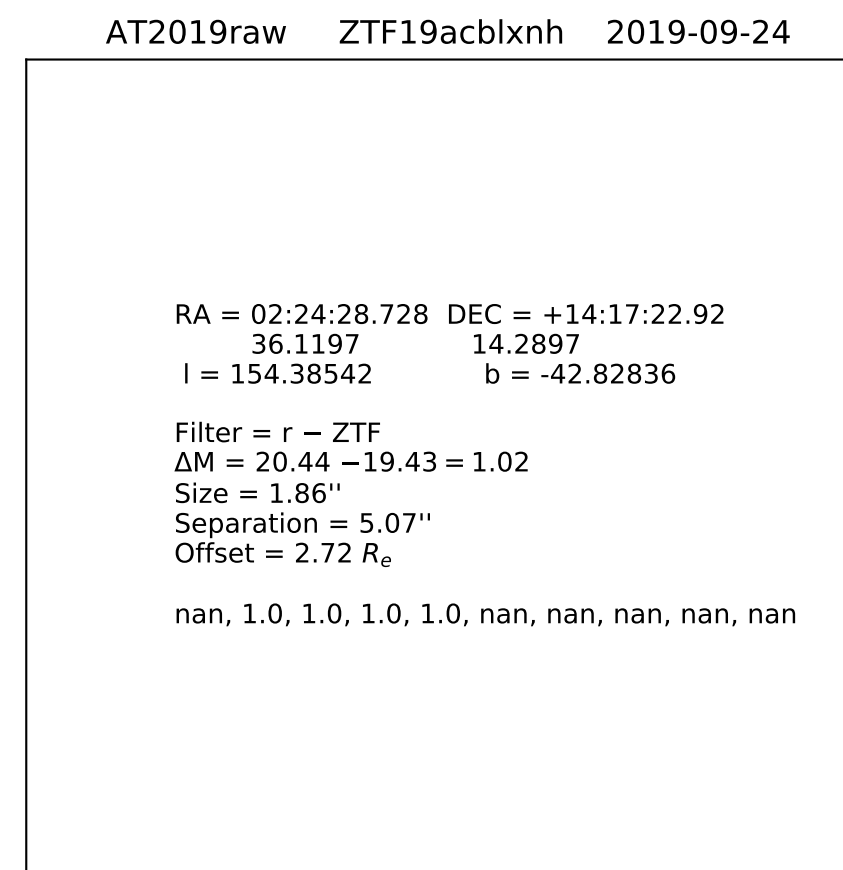 AT2019raw ZTF19acblxnh 2019-09-24
RA = 02:24:28.728 DEC = +14:17:22.92
36.1197 14.2897
l = 154.38542 b = -42.82836
Filter = r − ZTF
ΔM = 20.44 −19.43 = 1.02
Size = 1.86''
Separation = 5.07''
Offset = 2.72 Re
nan, 1.0, 1.0, 1.0, 1.0, nan, nan, nan, nan, nan